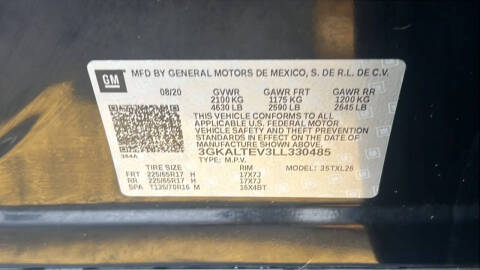 GM
MFD BY GENERAL MOTORS DE MEXICO, S. DE R.L. DE C.V.
08/20 GVWR GAWR FRT GAWR RR
2100 KG 1175 KG 1200 KG
4630 LB 2590 LB 2645 LB
THIS VEHICLE CONFORMS TO ALL APPLICABLE U.S. FEDERAL
MOTOR VEHICLE SAFETY AND THEFT PREVENTION STANDARDS
IN EFFECT ON THE DATE OF MANUFACTURE SHOWN ABOVE.
3GKALTEV3LL330485
TYPE: M.P.V. MODEL: 35TXL26
384A
TIRE SIZE RIM
FRT 225/65R17 H 17X7J
RR 225/65R17 H 17X7J
SPA T135/70R16 M 16X4BT